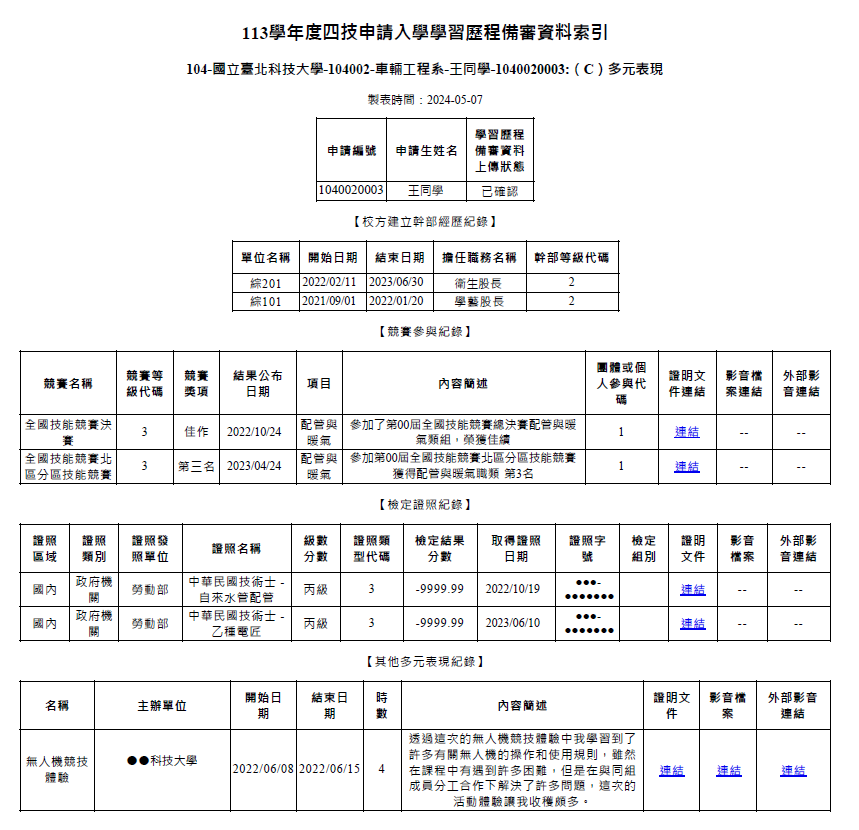 113學年度四技申請入學學習歷程備審資料索引
104-國立臺北科技大學-104002-車輛工程系-王同學-1040020003:（C）多元表現
製表時間：2024-05-07
申請編號 申請生姓名 學習歷程備審資料上傳狀態
1040020003 王同學 已確認
【校方建立幹部經歷紀錄】
單位名稱 開始日期 結束日期 擔任職務名稱 幹部等級代碼
綜201 2022/02/11 2023/06/30 衛生股長 2
綜101 2021/09/01 2022/01/20 學藝股長 2
【競賽參與紀錄】
競賽名稱 競賽等級代碼 競賽獎項 結果公布日期 項目 內容簡述 團體或個人參與代碼 證明文件連結 影音檔案連結 外部影音連結
全國技能競賽決賽 3 佳作 2022/10/24 配管與暖氣 參加了第00屆全國技能競賽總決賽配管與暖氣類組，榮獲佳績 1 連結 -- --
全國技能競賽北區分區技能競賽 3 第三名 2023/04/24 配管與暖氣 參加第00屆全國技能競賽北區分區技能競賽獲得配管與暖氣職類 第3名 1 連結 -- --
【檢定證照紀錄】
證照區域 證照類別 證照發照單位 證照名稱 級數分數 證照類型代碼 檢定結果分數 取得證照日期 證照字號 檢定組別 證明文件 影音檔案 外部影音連結
國內 政府機關 勞動部 中華民國技術士 - 自來水管配管 丙級 3 -9999.99 2022/10/19 ●●●-●●●●●●● 連結 -- --
國內 政府機關 勞動部 中華民國技術士 - 乙種電匠 丙級 3 -9999.99 2023/06/10 ●●●-●●●●●●● 連結 -- --
【其他多元表現紀錄】
名稱 主辦單位 開始日期 結束日期 時數 內容簡述 證明文件 影音檔案 外部影音連結
無人機競技體驗 ●●科技大學 2022/06/08 2022/06/15 4 透過這次的無人機競技體驗中我學習到了許多有關無人機的操作和使用規則，雖然在課程中有遇到許多困難，但是在與同組成員分工合作下解決了許多問題，這次的活動體驗讓我收穫頗多。 連結 連結 連結